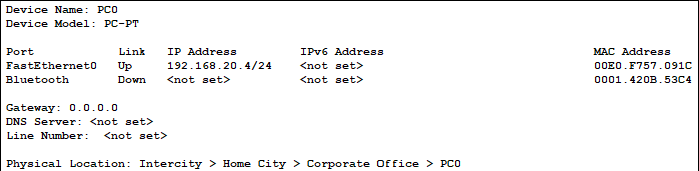 Device Name: PC0
Device Model: PC-PT
Port Link IP Address IPv6 Address MAC Address
FastEthernet0 Up 192.168.20.4/24 <not set> 00E0.F757.091C
Bluetooth Down <not set> <not set> 0001.420B.53C4
Gateway: 0.0.0.0
DNS Server: <not set>
Line Number: <not set>
Physical Location: Intercity > Home City > Corporate Office > PC0